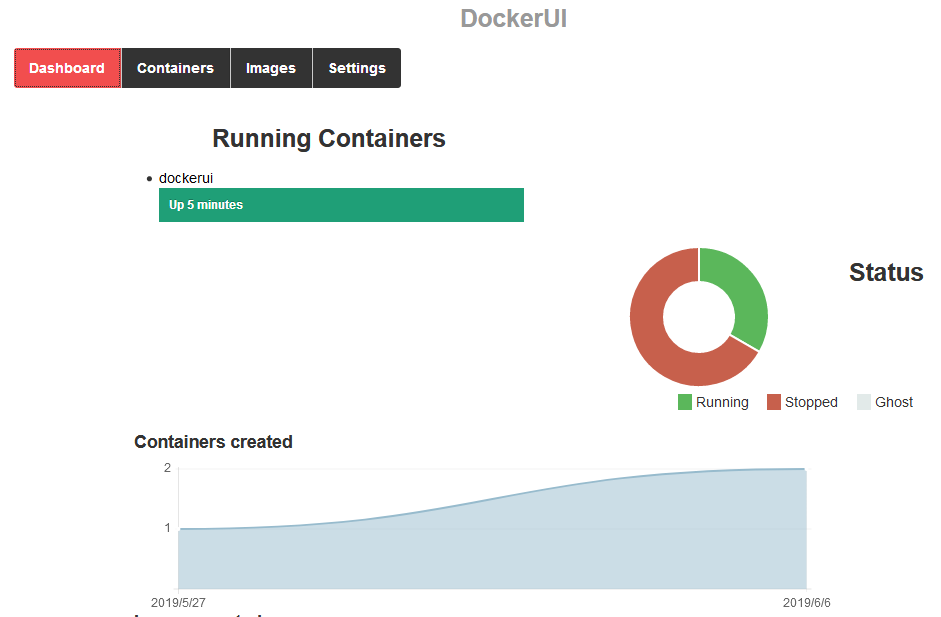 DockerUI
Dashboard Containers Images Settings
Running Containers
dockerui
Up 5 minutes
Status
Running Stopped Ghost
Containers created
2
1
2019/5/27 2019/6/6